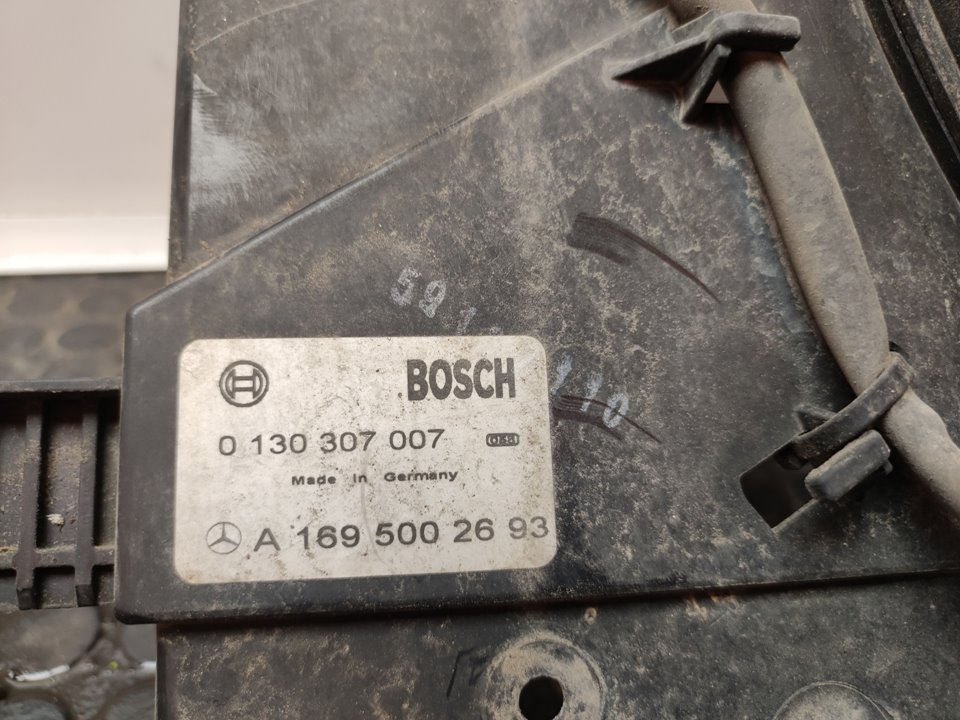 BOSCH
0 130 307 007
Made in Germany
A 169 500 26 93